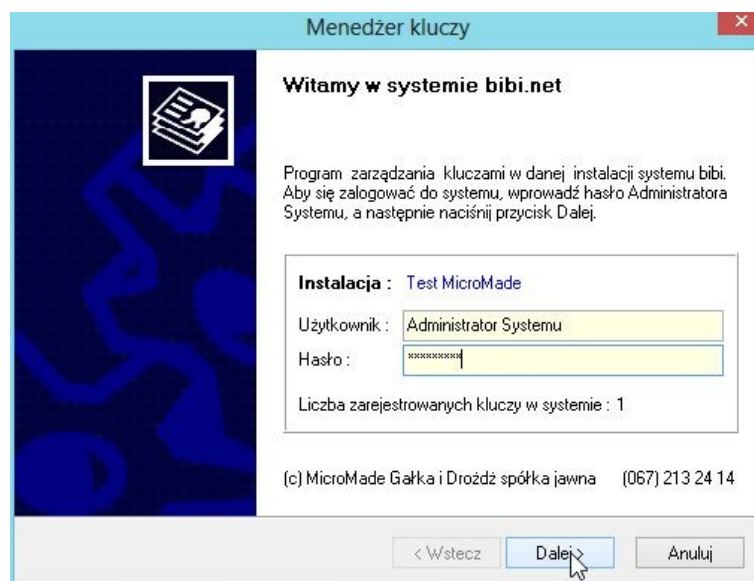 Menedżer kluczy
Witamy w systemie bibi.net
Program zarządzania kluczami w danej instalacji systemu bibi.
Aby się zalogować do systemu, wprowadź hasło Administratora
Systemu, a następnie naciśnij przycisk Dalej.
Instalacja : Test MicroMade
Użytkownik : Administrator Systemu
Hasło : *********
Liczba zarejestrowanych kluczy w systemie : 1
(c) MicroMade Gałka i Drożdż spółka jawna (067) 213 24 14
< Wstecz Dalej > Anuluj